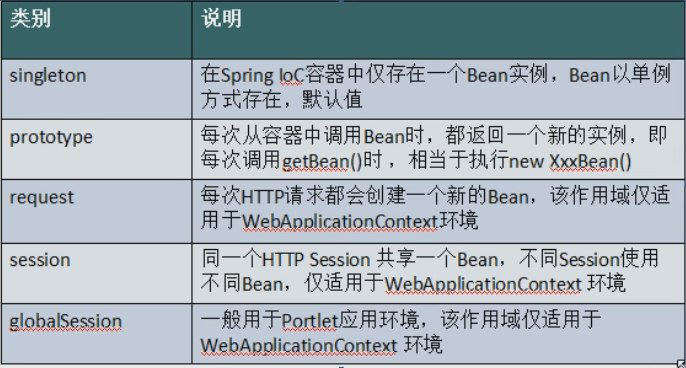 类别 说明
singleton 在Spring IoC容器中仅存在一个Bean实例，Bean以单例
方式存在，默认值
prototype 每次从容器中调用Bean时，都返回一个新的实例，即
每次调用getBean()时 ，相当于执行new XxxBean()
request 每次HTTP请求都会创建一个新的Bean，该作用域仅适
用于WebApplicationContext环境
session 同一个HTTP Session 共享一个Bean，不同Session使用
不同Bean，仅适用于WebApplicationContext 环境
globalSession 一般用于Portlet应用环境，该作用域仅适用于
WebApplicationContext 环境